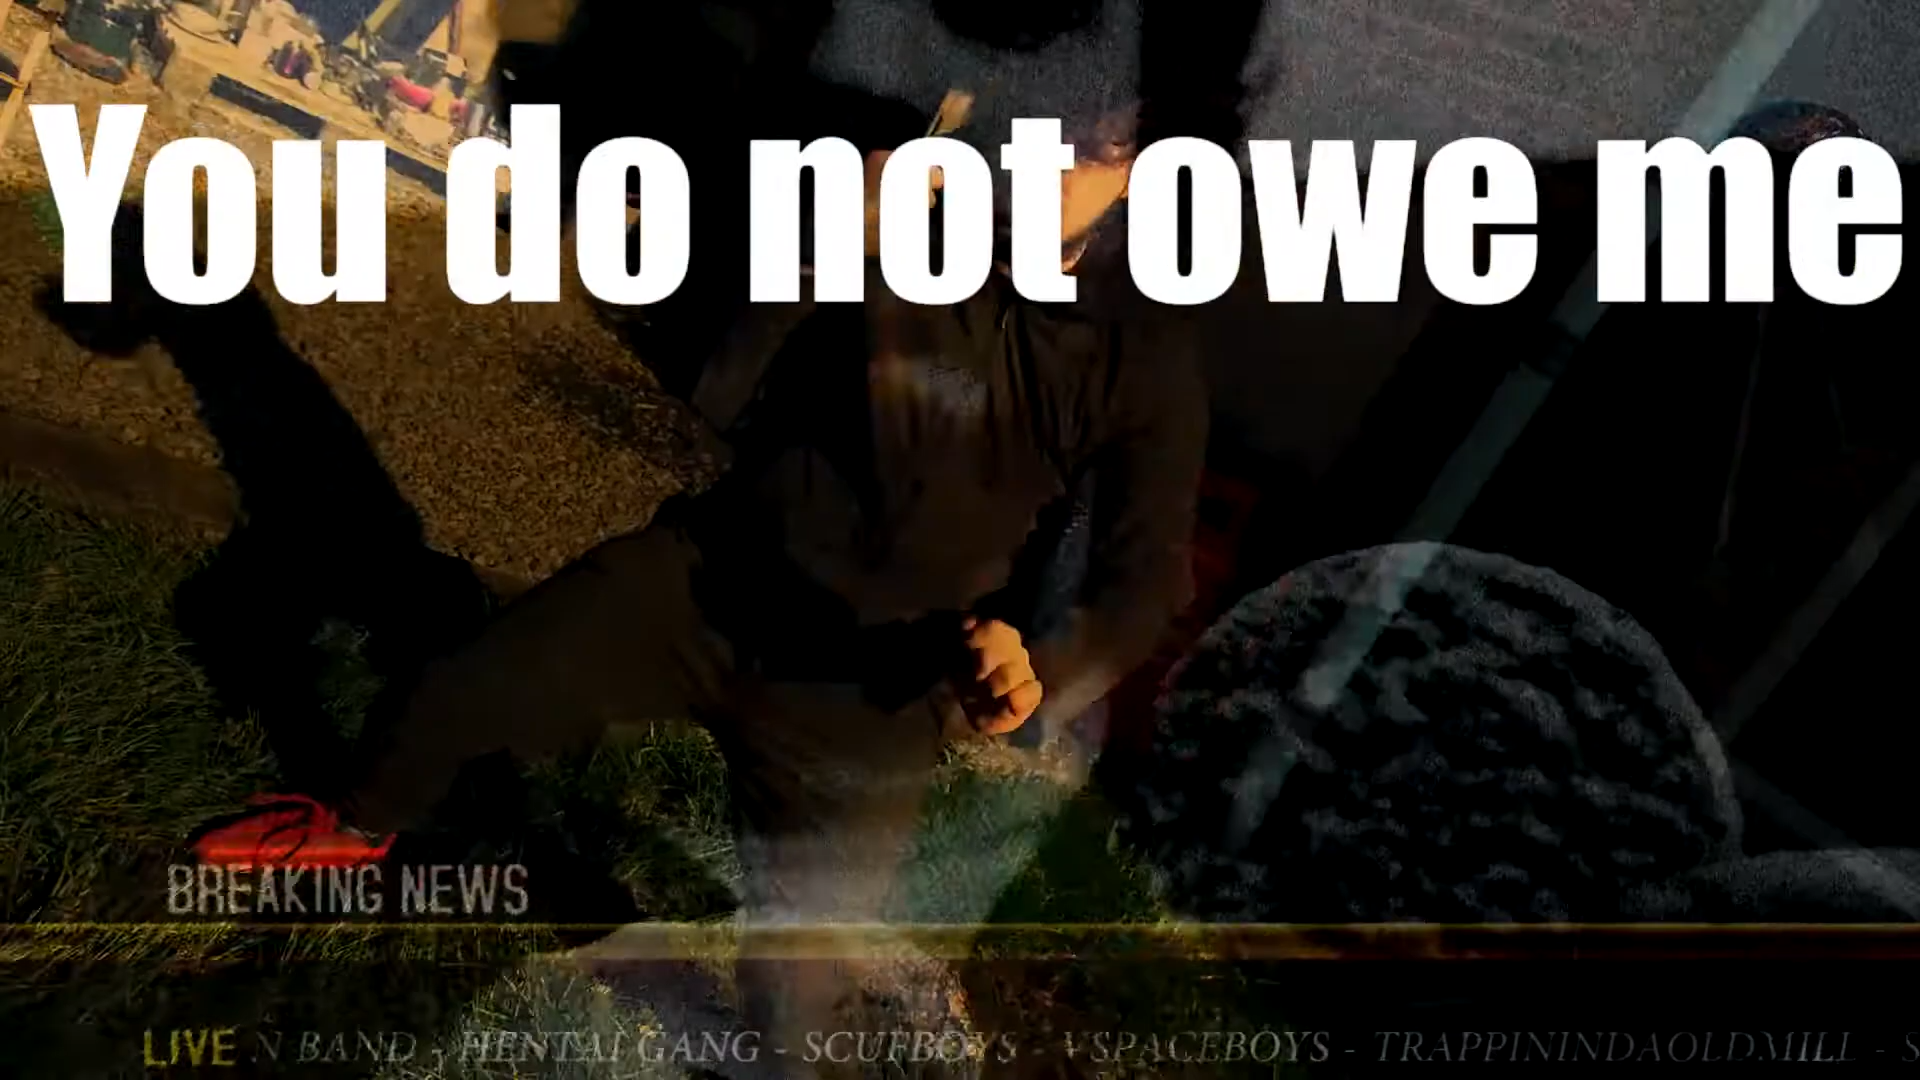 You do not owe me
BREAKING NEWS
LIVE N BAND - HENTAI GANG - SCUFBOYS - VSPACEBOYS - TRAPPININDAOLDMILL - S